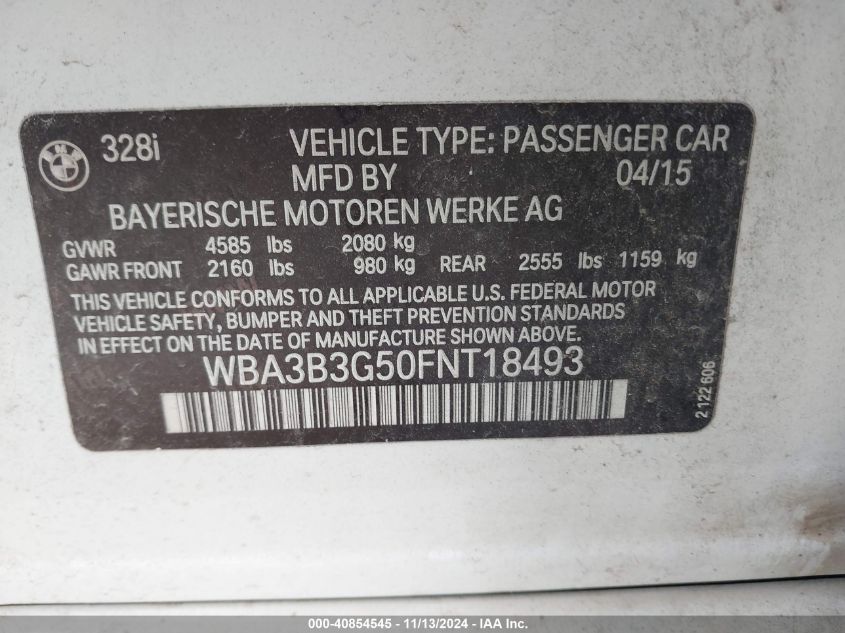 BMW
328i VEHICLE TYPE: PASSENGER CAR
MFD BY 04/15
BAYERISCHE MOTOREN WERKE AG
GVWR 4585 lbs 2080 kg
GAWR FRONT 2160 lbs 980 kg REAR 2555 lbs 1159 kg
THIS VEHICLE CONFORMS TO ALL APPLICABLE U.S. FEDERAL MOTOR
VEHICLE SAFETY, BUMPER AND THEFT PREVENTION STANDARDS
IN EFFECT ON THE DATE OF MANUFACTURE SHOWN ABOVE.
WBA3B3G50FNT18493
2 122 606
000-40854545 - 11/13/2024 - IAA Inc.